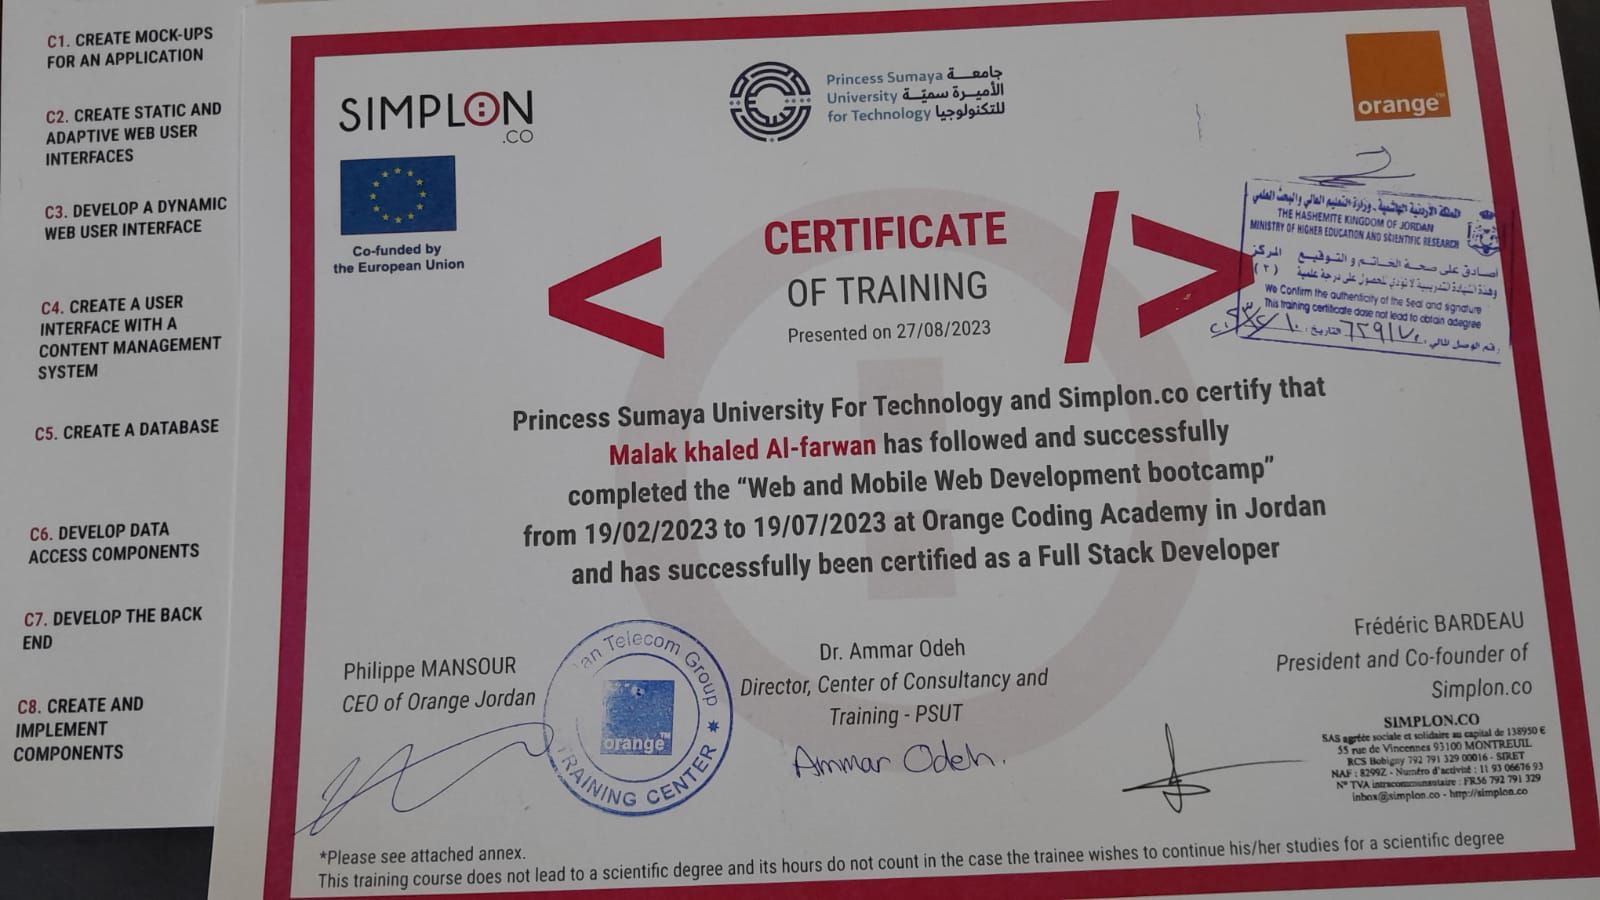 C1. CREATE MOCK-UPS
FOR AN APPLICATION
C2. CREATE STATIC AND
ADAPTIVE WEB USER
INTERFACES
C3. DEVELOP A DYNAMIC
WEB USER INTERFACE
C4. CREATE A USER
INTERFACE WITH A
CONTENT MANAGEMENT
SYSTEM
C5. CREATE A DATABASE
C6. DEVELOP DATA
ACCESS COMPONENTS
C7. DEVELOP THE BACK
END
C8. CREATE AND
IMPLEMENT
COMPONENTS
SIMPLON
.CO
Co-funded by
the European Union
Princess Sumaya جامعـــة
University الأميـرة سميّـة
for Technology للتكنولوجيا
orange™
المملكة الأردنية الهاشمية - وزارة التعليم العالي والبحث العلمي
THE HASHEMITE KINGDOM OF JORDAN
MINISTRY OF HIGHER EDUCATION AND SCIENTIFIC RESEARCH
أصادق على صحة الخاتم و التوقيع المركز
وهذه الشهادة التدريبية لا تؤدي للحصول على درجة علمية (٢)
We Confirm the authenticity of the Seal and signature
This training certificate dose not lead to obtain adegree
رقم الوصل المالي: التاريخ:
< CERTIFICATE />
OF TRAINING
Presented on 27/08/2023
Princess Sumaya University For Technology and Simplon.co certify that
Malak khaled Al-farwan has followed and successfully
completed the “Web and Mobile Web Development bootcamp”
from 19/02/2023 to 19/07/2023 at Orange Coding Academy in Jordan
and has successfully been certified as a Full Stack Developer
Philippe MANSOUR
CEO of Orange Jordan
an Telecom Group
orange™
TRAINING CENTER
Dr. Ammar Odeh
Director, Center of Consultancy and
Training - PSUT
Ammar Odeh.
Frédéric BARDEAU
President and Co-founder of
Simplon.co
SIMPLON.CO
SAS agréée sociale et solidaire au capital de 138950 €
55 rue de Vincennes 93100 MONTREUIL
RCS Bobigny 792 791 329 00016 - SIRET
NAF : 8299Z - Numéro d'activité : 11 93 06676 93
N° TVA intracommunautaire : FR56 792 791 329
inbox@simplon.co - http://simplon.co
*Please see attached annex.
This training course does not lead to a scientific degree and its hours do not count in the case the trainee wishes to continue his/her studies for a scientific degree